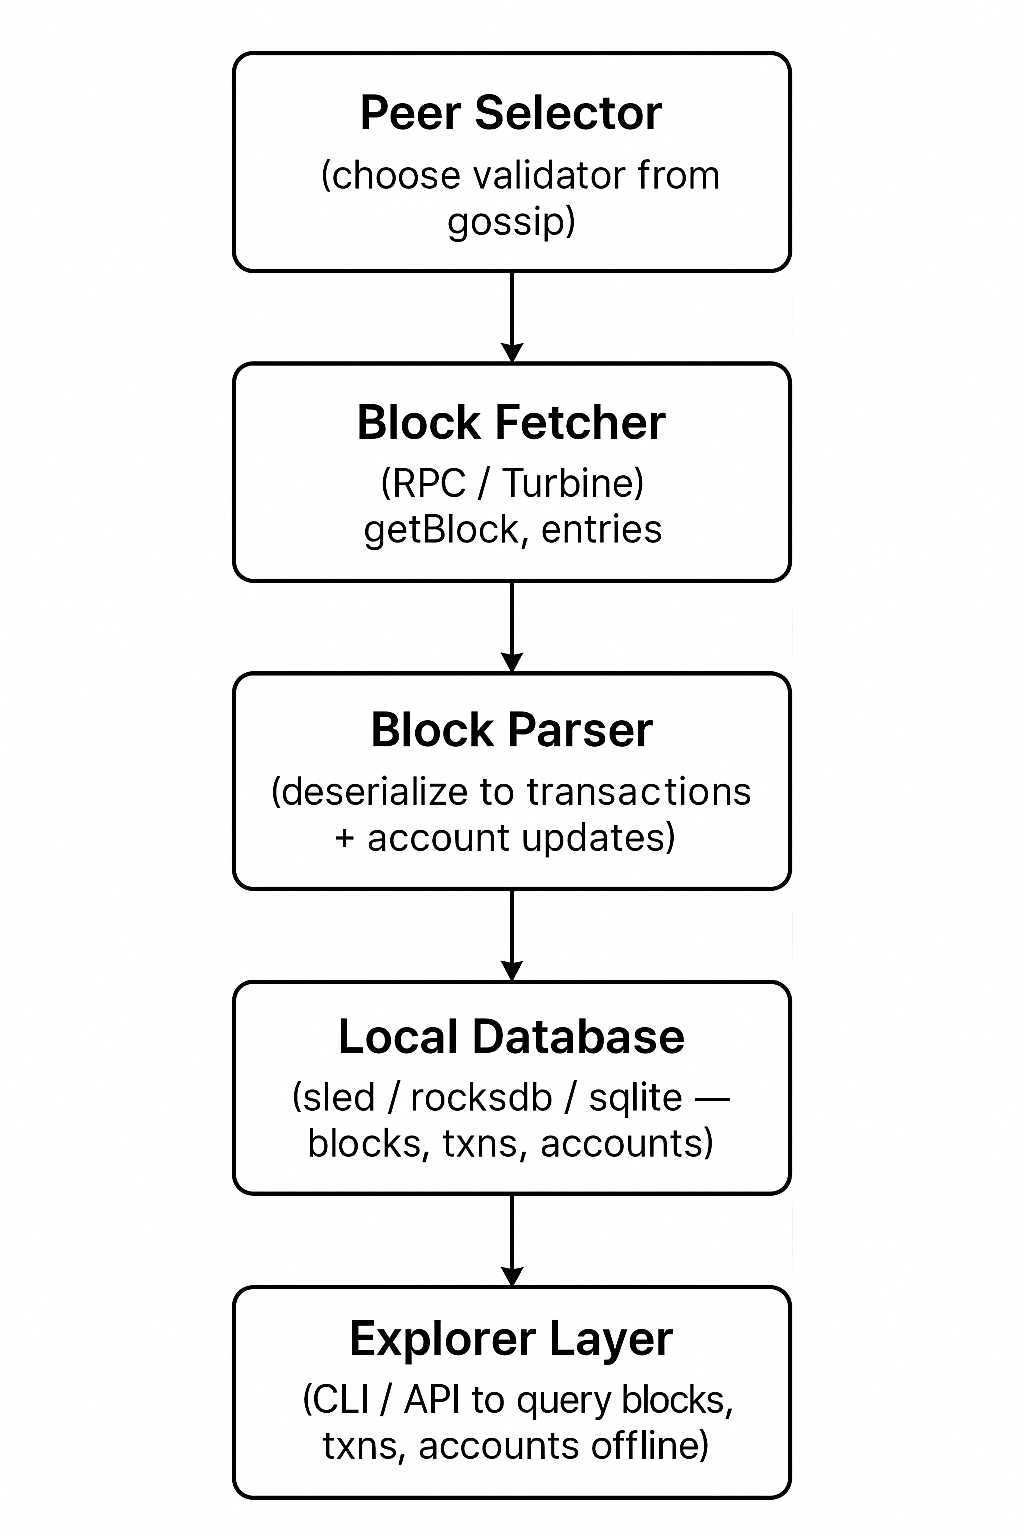 Peer Selector
(choose validator from
gossip)
Block Fetcher
(RPC / Turbine)
getBlock, entries
Block Parser
(deserialize to transactions
+ account updates)
Local Database
(sled / rocksdb / sqlite —
blocks, txns, accounts)
Explorer Layer
(CLI / API to query blocks,
txns, accounts offline)